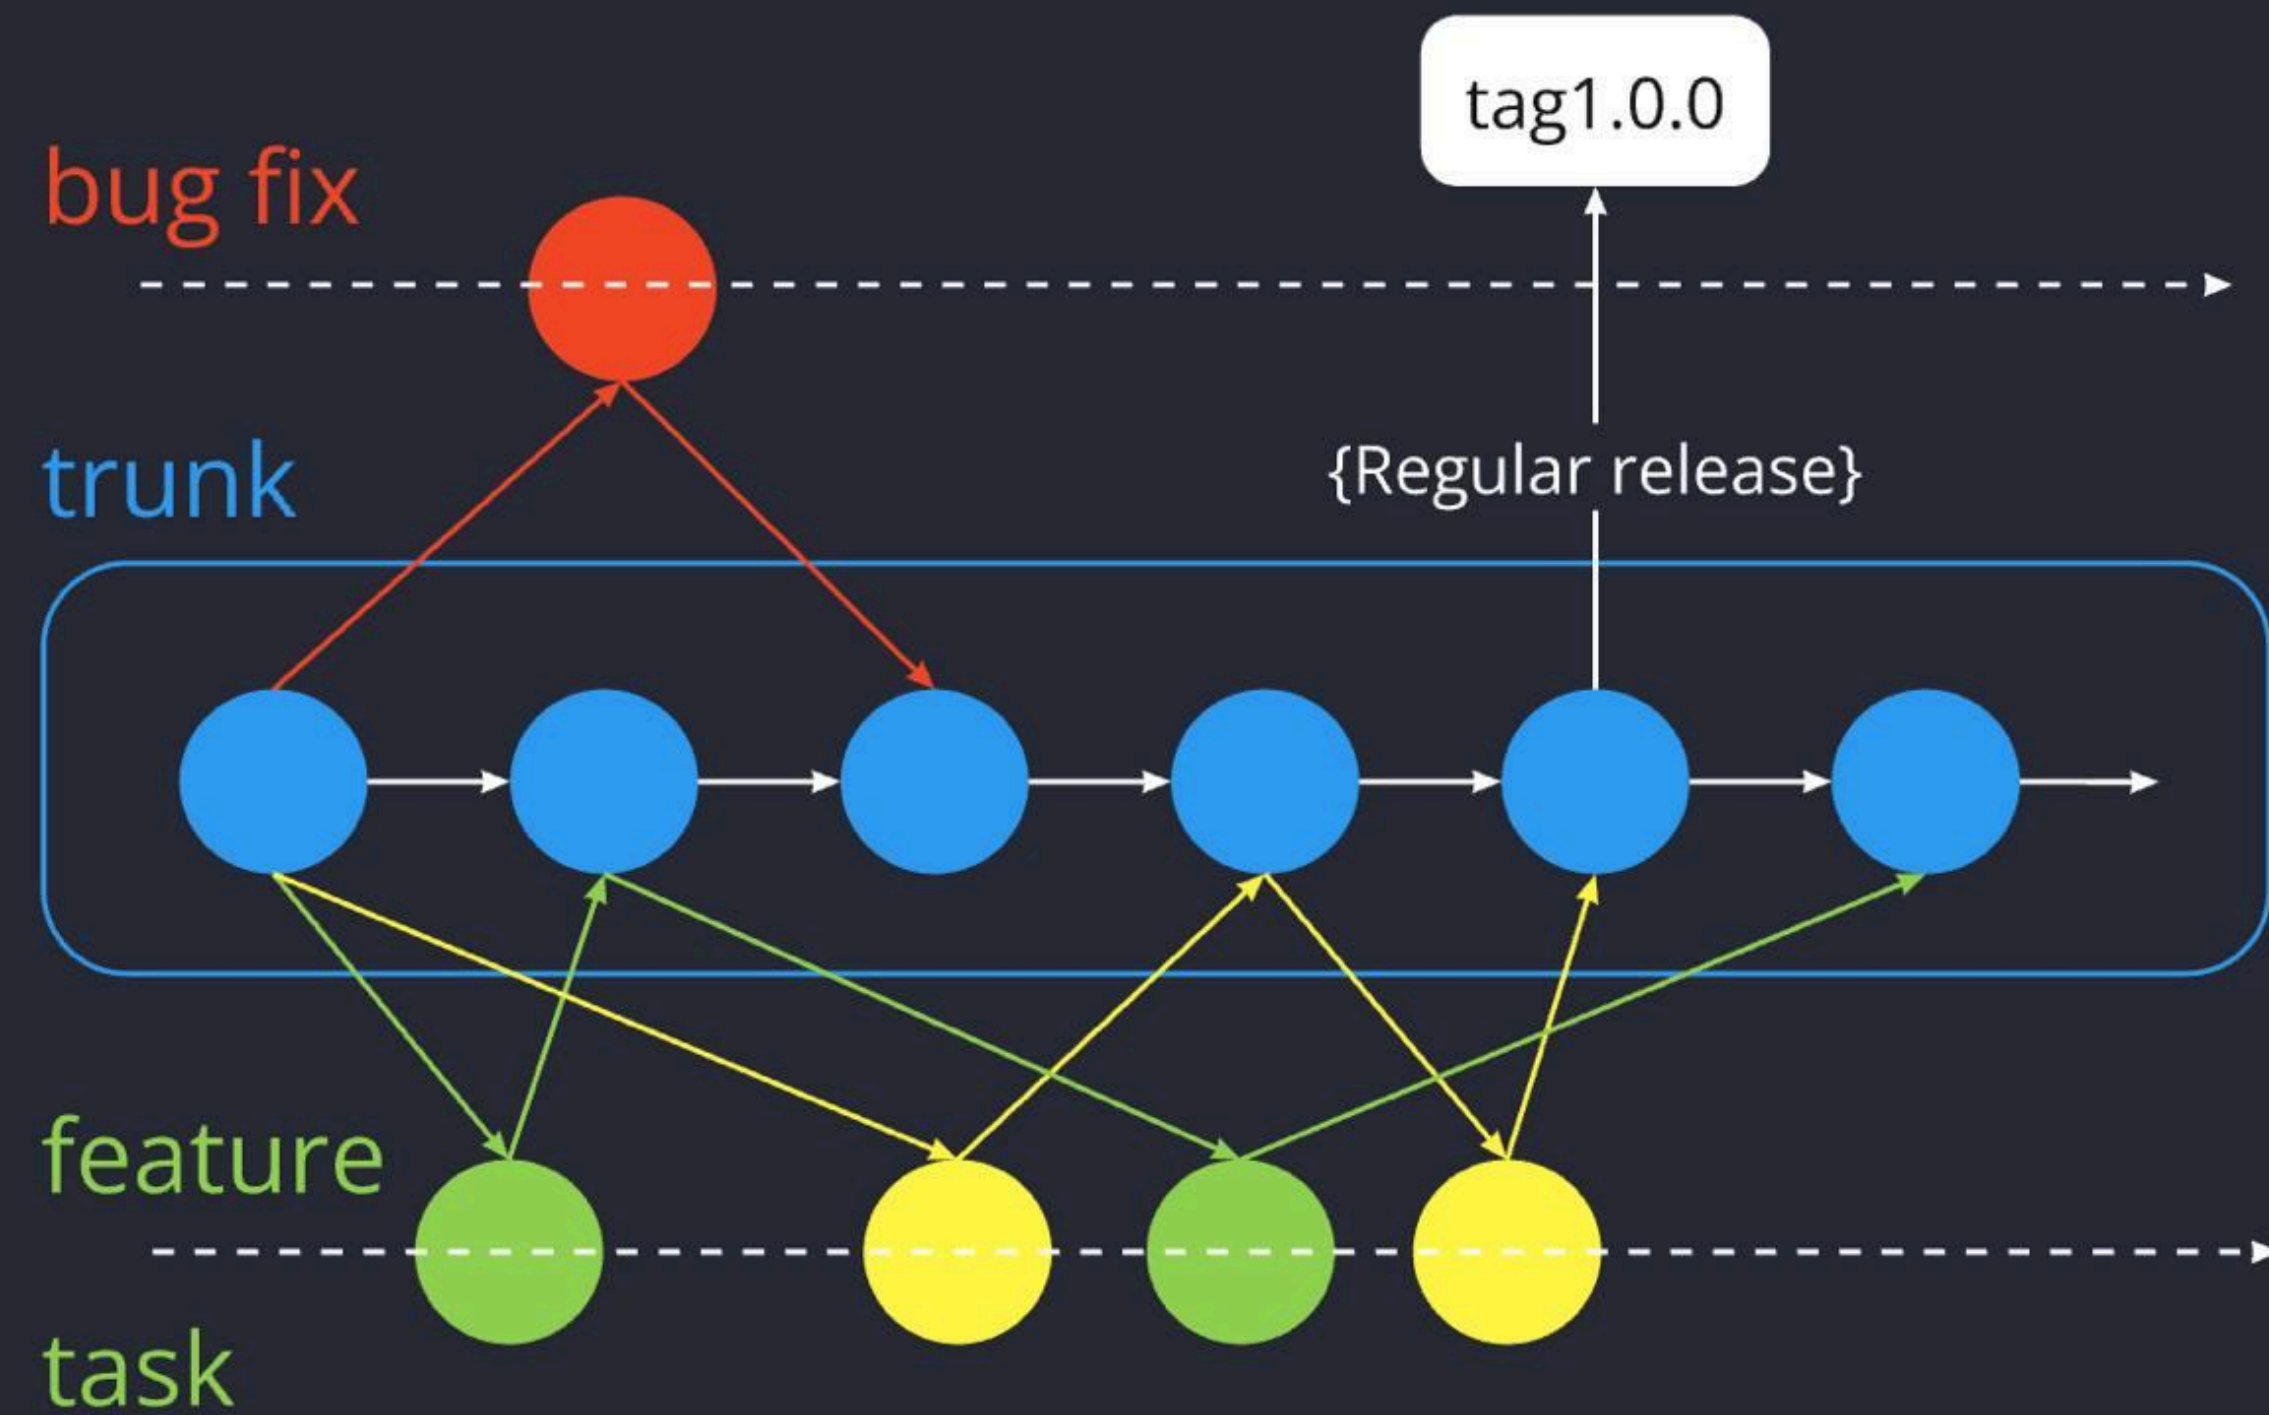 tag1.0.0
bug fix
trunk
{Regular release}
feature
task